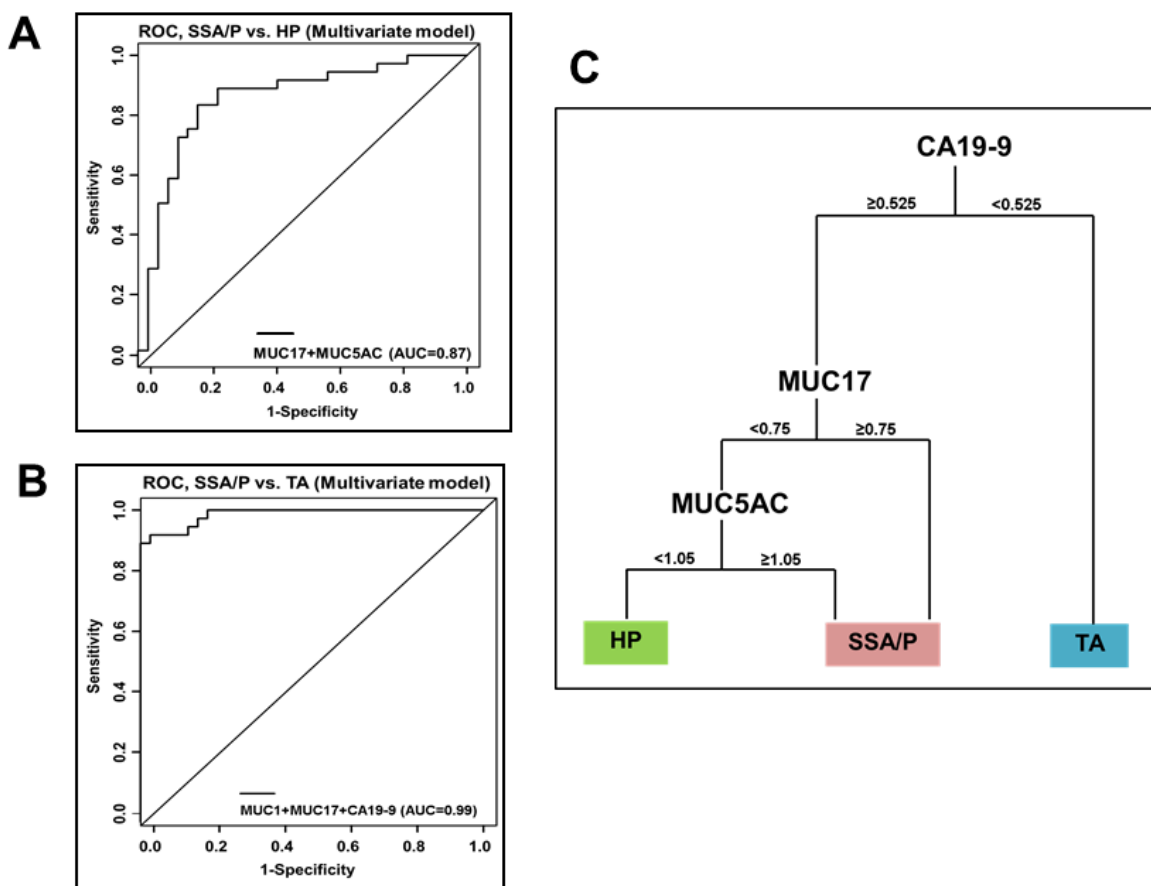 A
ROC, SSA/P vs. HP (Multivariate model)
1.0
0.8
0.6
0.4
0.2
0.0
Sensitivity
MUC17+MUC5AC (AUC=0.87)
0.0 0.2 0.4 0.6 0.8 1.0
1-Specificity
B
ROC, SSA/P vs. TA (Multivariate model)
1.0
0.8
0.6
0.4
0.2
0.0
Sensitivity
MUC1+MUC17+CA19-9 (AUC=0.99)
0.0 0.2 0.4 0.6 0.8 1.0
1-Specificity
C
CA19-9
≥0.525 <0.525
MUC17
<0.75 ≥0.75
MUC5AC
<1.05 ≥1.05
HP SSA/P TA